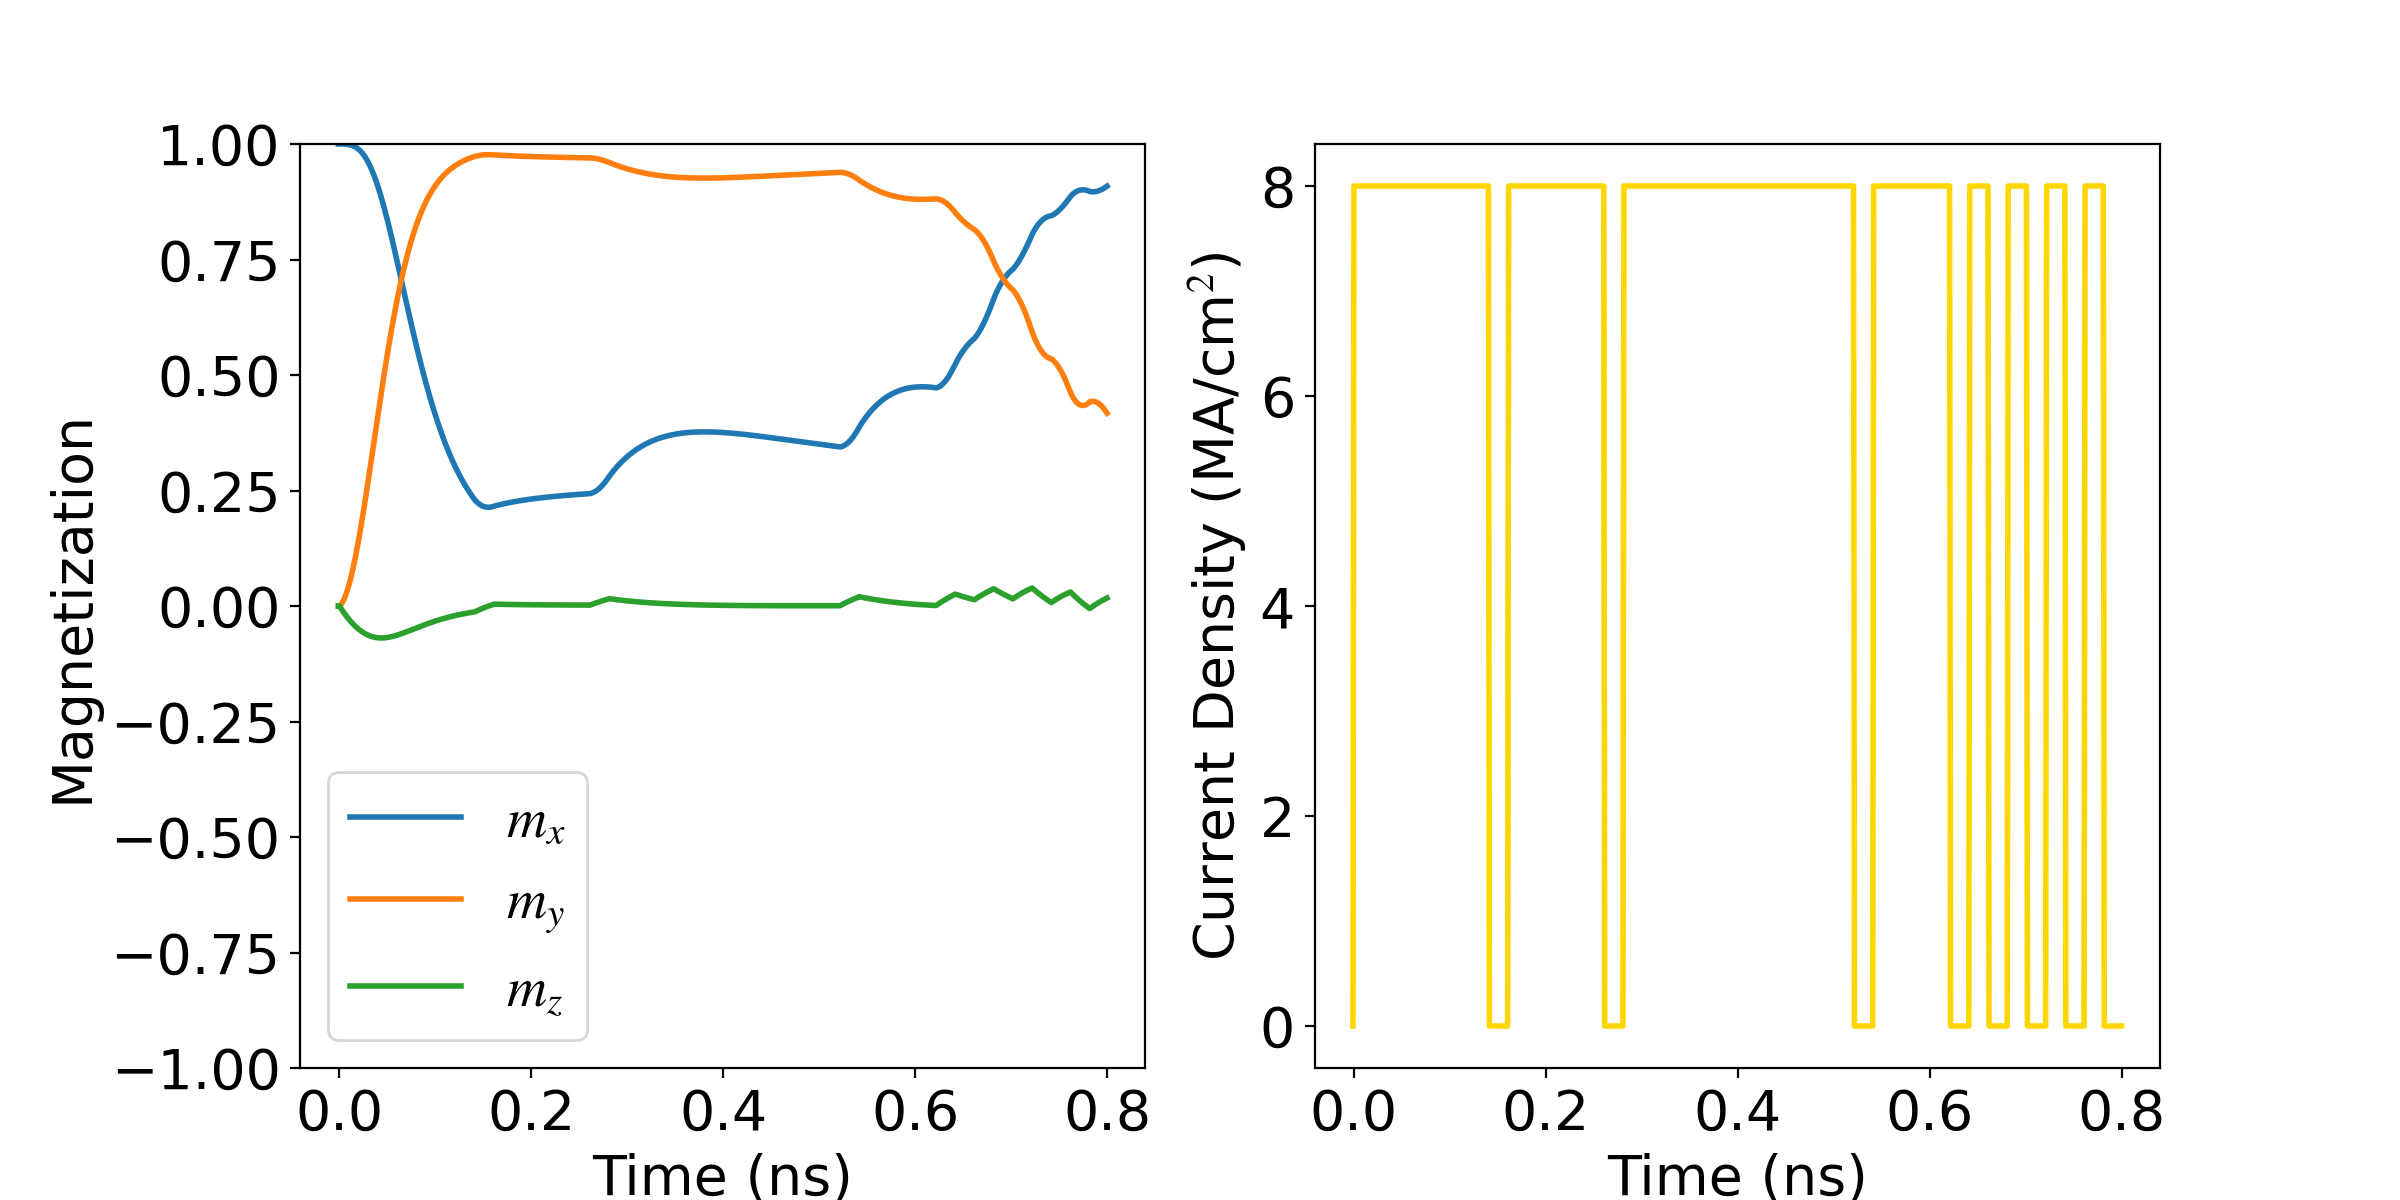 1.00
0.75
0.50
0.25
0.00
−0.25
−0.50
−0.75
−1.00
Magnetization
m_x
m_y
m_z
0.0 0.2 0.4 0.6 0.8
Time (ns)
8
6
4
2
0
Current Density (MA/cm²)
0.0 0.2 0.4 0.6 0.8
Time (ns)